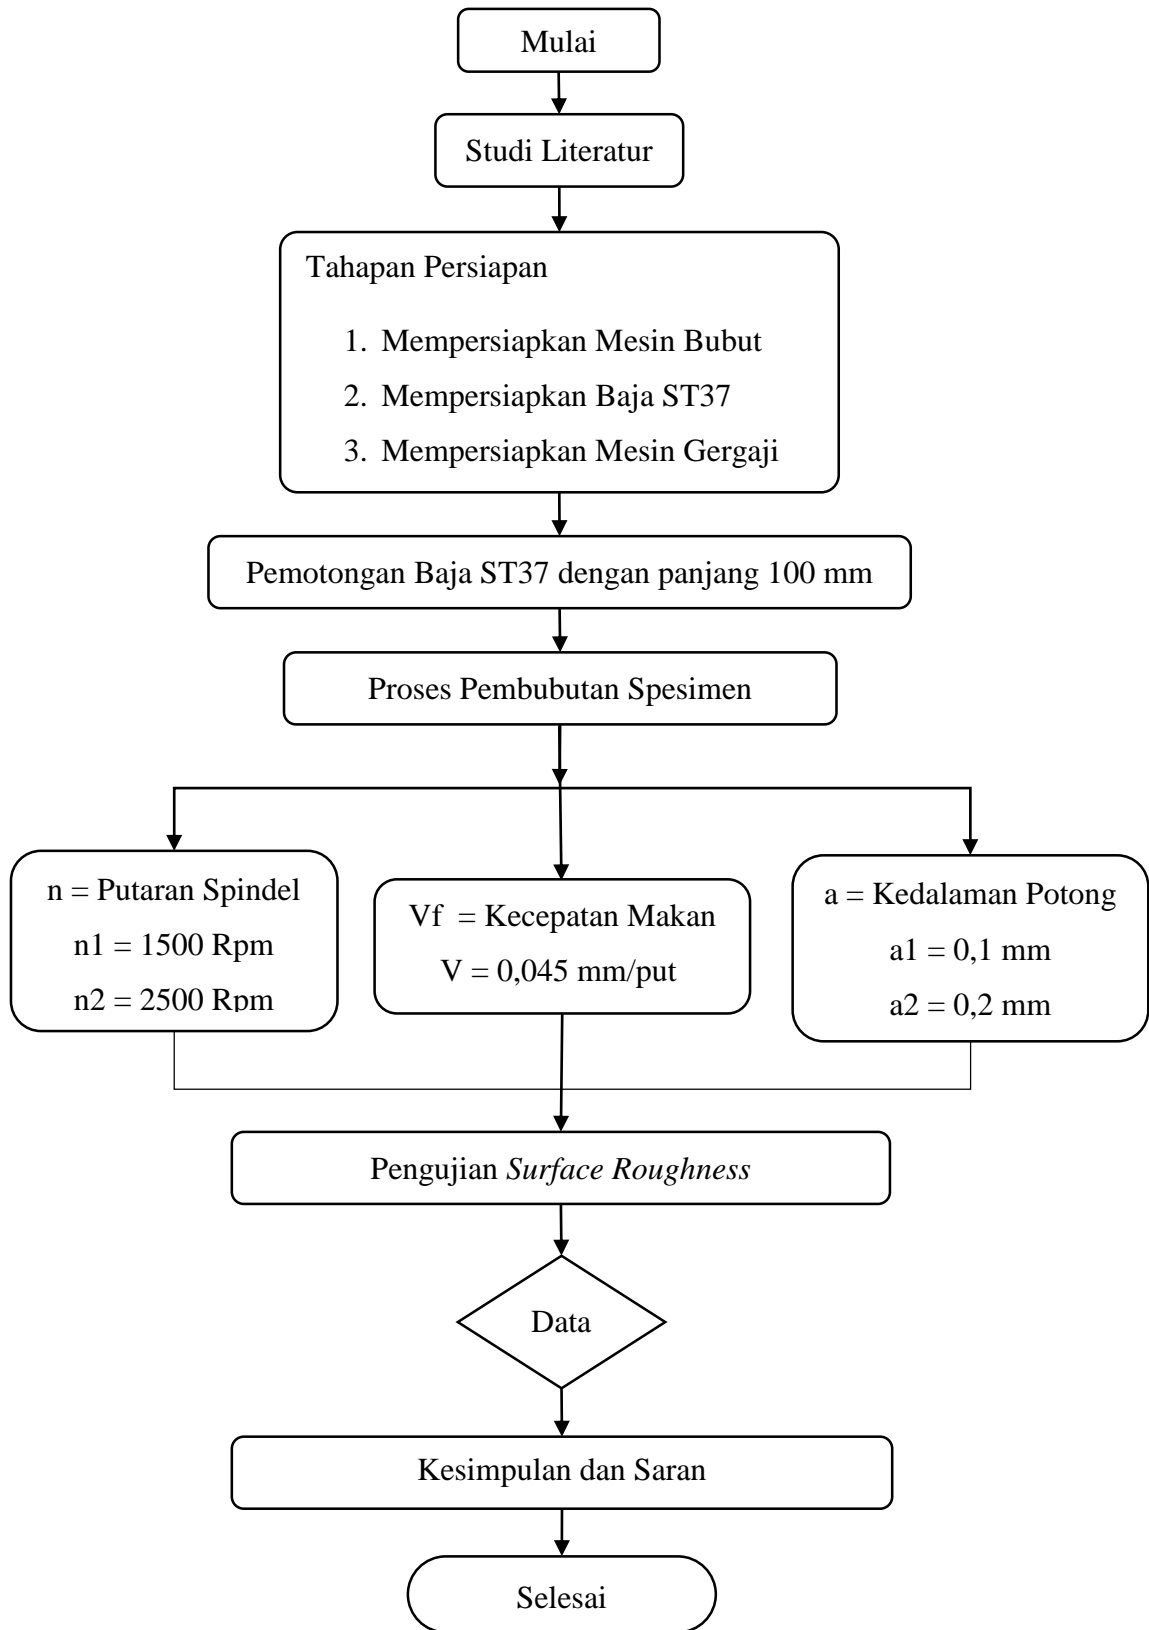 Mulai
Studi Literatur
Tahapan Persiapan
1. Mempersiapkan Mesin Bubut
2. Mempersiapkan Baja ST37
3. Mempersiapkan Mesin Gergaji
Pemotongan Baja ST37 dengan panjang 100 mm
Proses Pembubutan Spesimen
n = Putaran Spindel
n1 = 1500 Rpm
n2 = 2500 Rpm
Vf = Kecepatan Makan
V = 0,045 mm/put
a = Kedalaman Potong
a1 = 0,1 mm
a2 = 0,2 mm
Pengujian Surface Roughness
Data
Kesimpulan dan Saran
Selesai